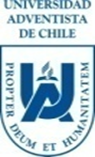 UNIVERSIDAD
ADVENTISTA
DE CHILE
PROPTER DEUM ET HUMANITATEM